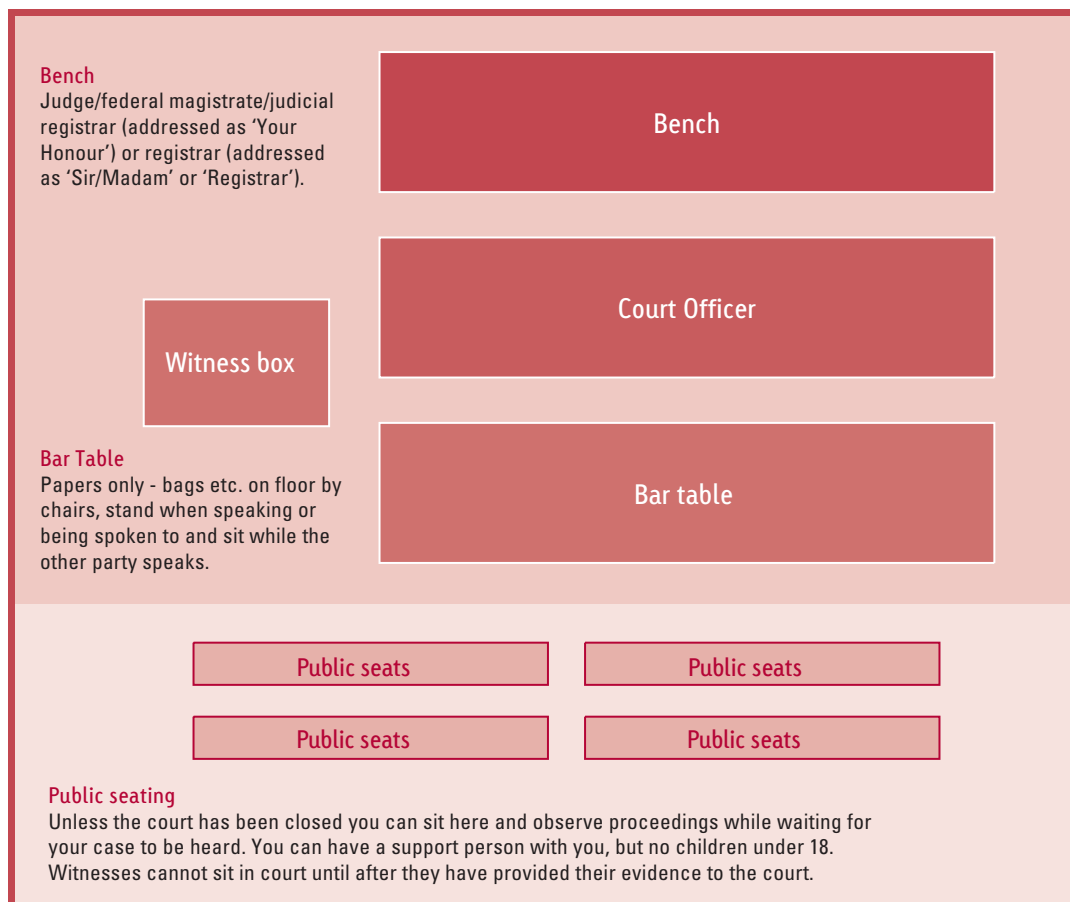 Bench
Judge/federal magistrate/judicial
registrar (addressed as ‘Your
Honour’) or registrar (addressed
as ‘Sir/Madam’ or ‘Registrar’).
Bench
Court Officer
Witness box
Bar Table
Papers only - bags etc. on floor by
chairs, stand when speaking or
being spoken to and sit while the
other party speaks.
Bar table
Public seats
Public seats
Public seats
Public seats
Public seating
Unless the court has been closed you can sit here and observe proceedings while waiting for
your case to be heard. You can have a support person with you, but no children under 18.
Witnesses cannot sit in court until after they have provided their evidence to the court.